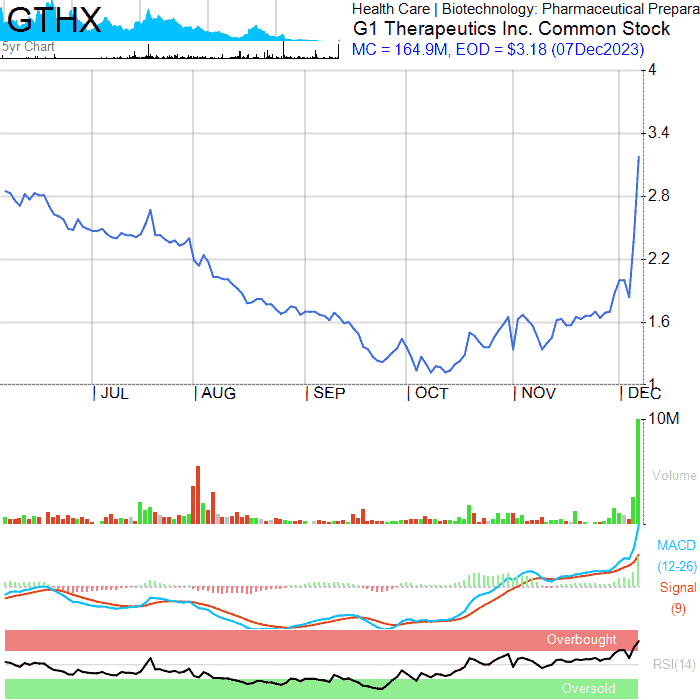 GTHX
5yr Chart
Health Care | Biotechnology: Pharmaceutical Prepara
G1 Therapeutics Inc. Common Stock
MC = 164.9M, EOD = $3.18 (07Dec2023)
4
3.4
2.8
2.2
1.6
1
JUL AUG SEP OCT NOV DEC
10M
Volume
MACD
(12-26)
Signal
(9)
Overbought
RSI(14)
Oversold